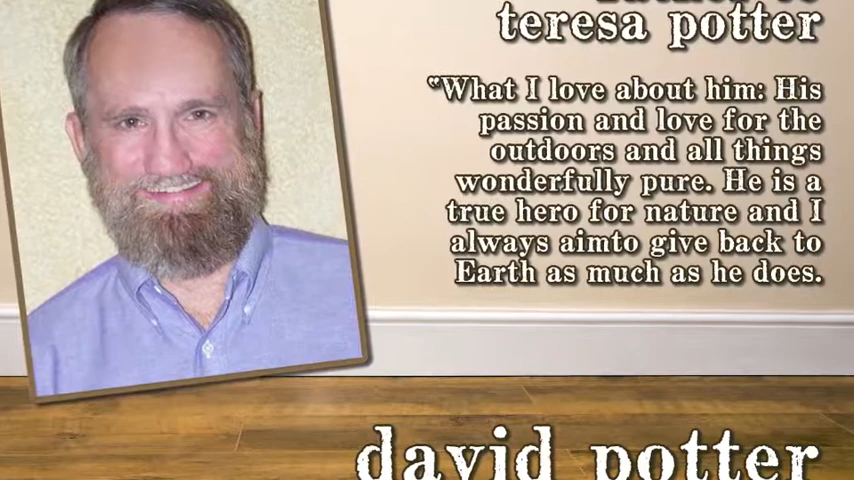 teresa potter
“What I love about him: His
passion and love for the
outdoors and all things
wonderfully pure. He is a
true hero for nature and I
always aimto give back to
Earth as much as he does.
david potter